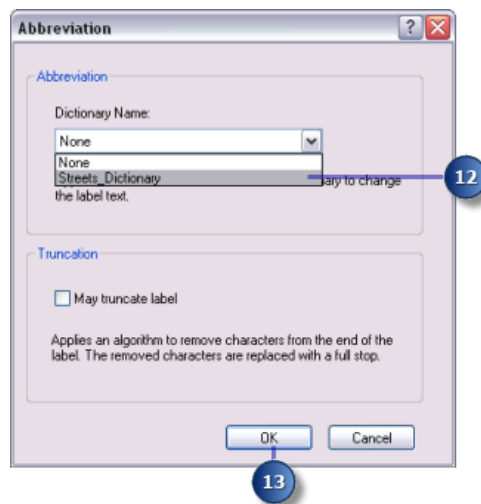 Abbreviation
Abbreviation
Dictionary Name:
None
None
Streets_Dictionary
to change
12
the label text.
Truncation
May truncate label
Applies an algorithm to remove characters from the end of the
label. The removed characters are replaced with a full stop.
OK
Cancel
13